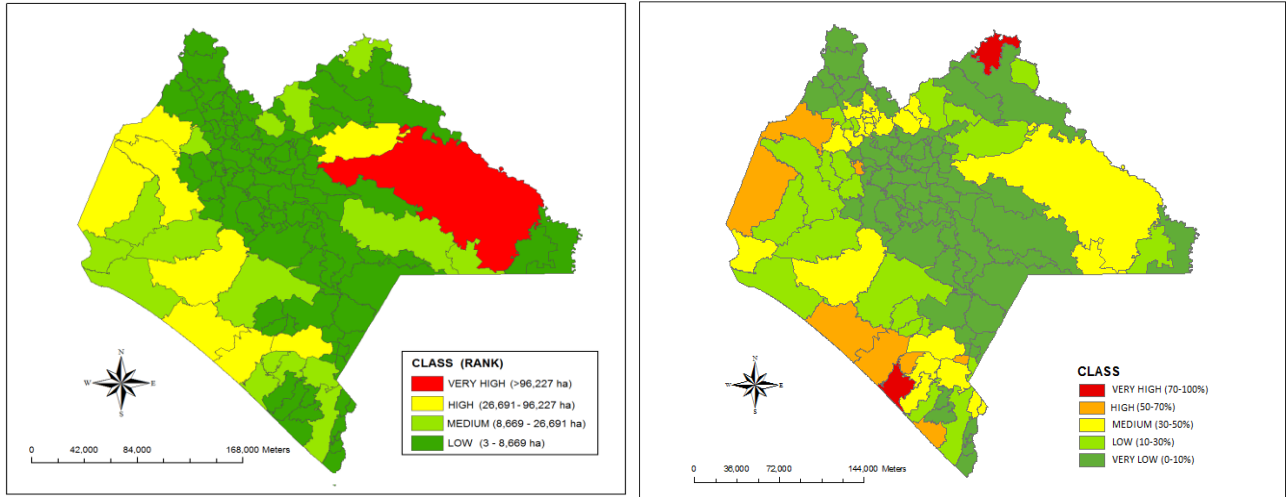 N
W E
S
0 42,000 84,000 168,000 Meters
CLASS (RANK)
VERY HIGH (>96,227 ha)
HIGH (26,691- 96,227 ha)
MEDIUM (8,669 - 26,691 ha)
LOW (3 - 8,669 ha)
N
W E
S
0 36,000 72,000 144,000 Meters
CLASS
VERY HIGH (70-100%)
HIGH (50-70%)
MEDIUM (30-50%)
LOW (10-30%)
VERY LOW (0-10%)